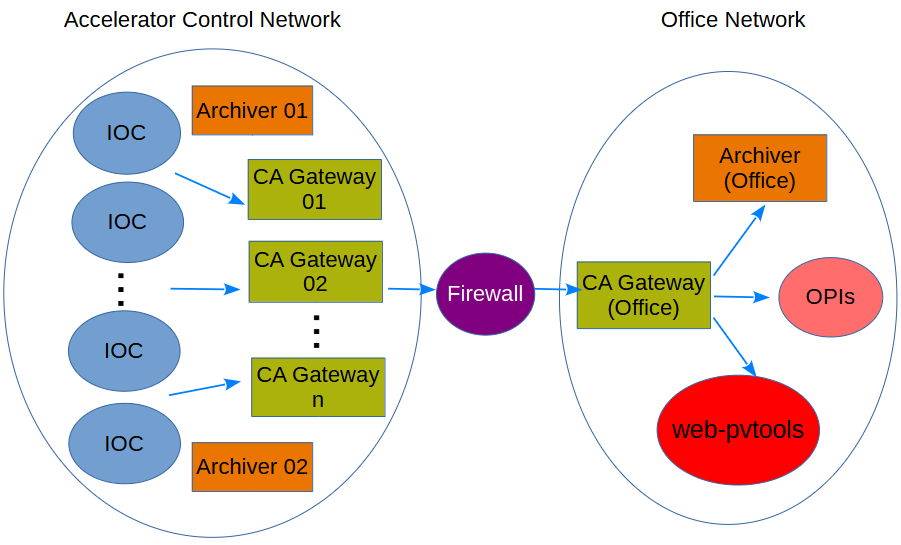 Accelerator Control Network
Office Network
IOC
Archiver 01
CA Gateway
01
IOC
CA Gateway
02
IOC
CA Gateway
n
IOC
Archiver 02
Firewall
CA Gateway
(Office)
Archiver
(Office)
OPIs
web-pvtools